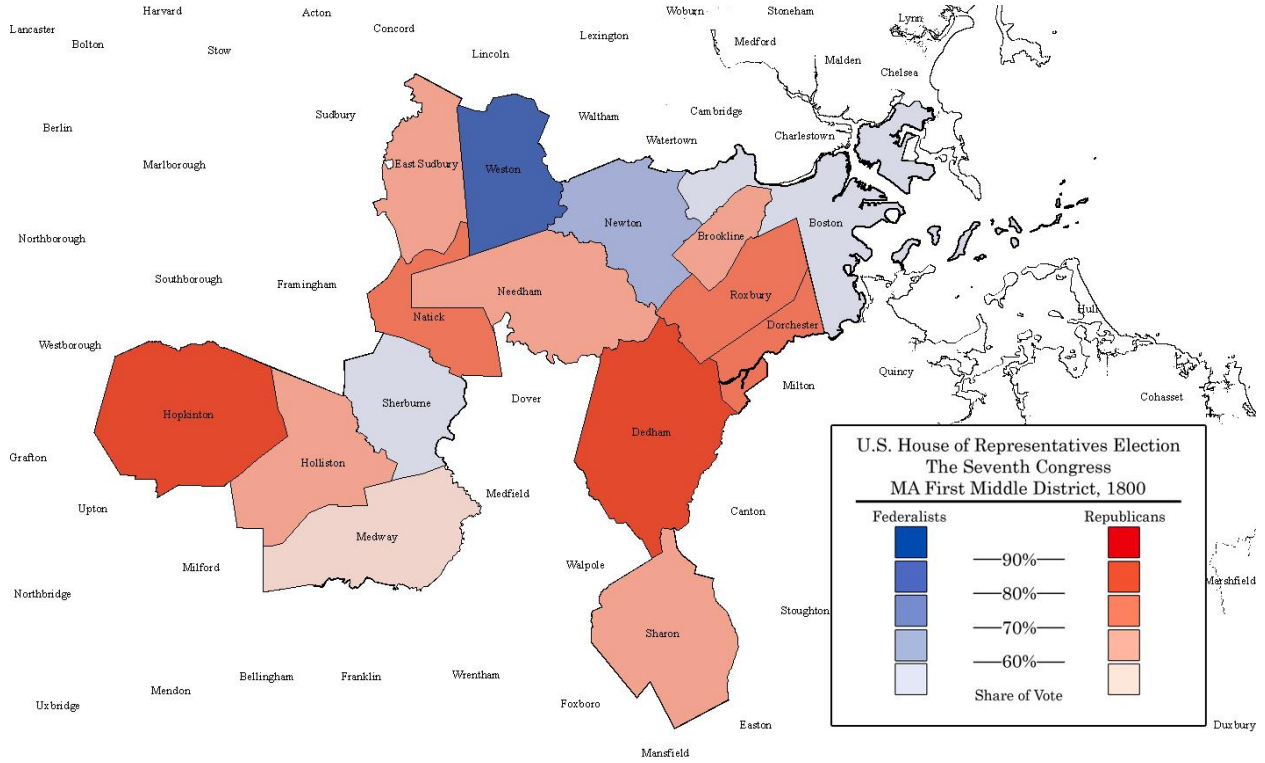 Harvard
Acton
Woburn
Stoneham
Lynn
Lancaster
Bolton
Stow
Concord
Lexington
Medford
Lincoln
Malden
Chelsea
Sudbury
Waltham
Cambridge
Berlin
Watertown
Charlestown
Marlborough
East Sudbury
Weston
Newton
Boston
Northborough
Brookline
Southborough
Framingham
Needham
Roxbury
Natick
Hull
Dorchester
Westborough
Quincy
Milton
Sherburne
Dover
Cohasset
Hopkinton
Dedham
Grafton
Holliston
Medfield
Upton
Canton
Medway
Milford
Walpole
Northbridge
Marshfield
Stoughton
Sharon
Bellingham
Franklin
Wrentham
Mendon
Uxbridge
Foxboro
Easton
Duxbury
Mansfield
U.S. House of Representatives Election
The Seventh Congress
MA First Middle District, 1800
Federalists Republicans
90%
80%
70%
60%
Share of Vote